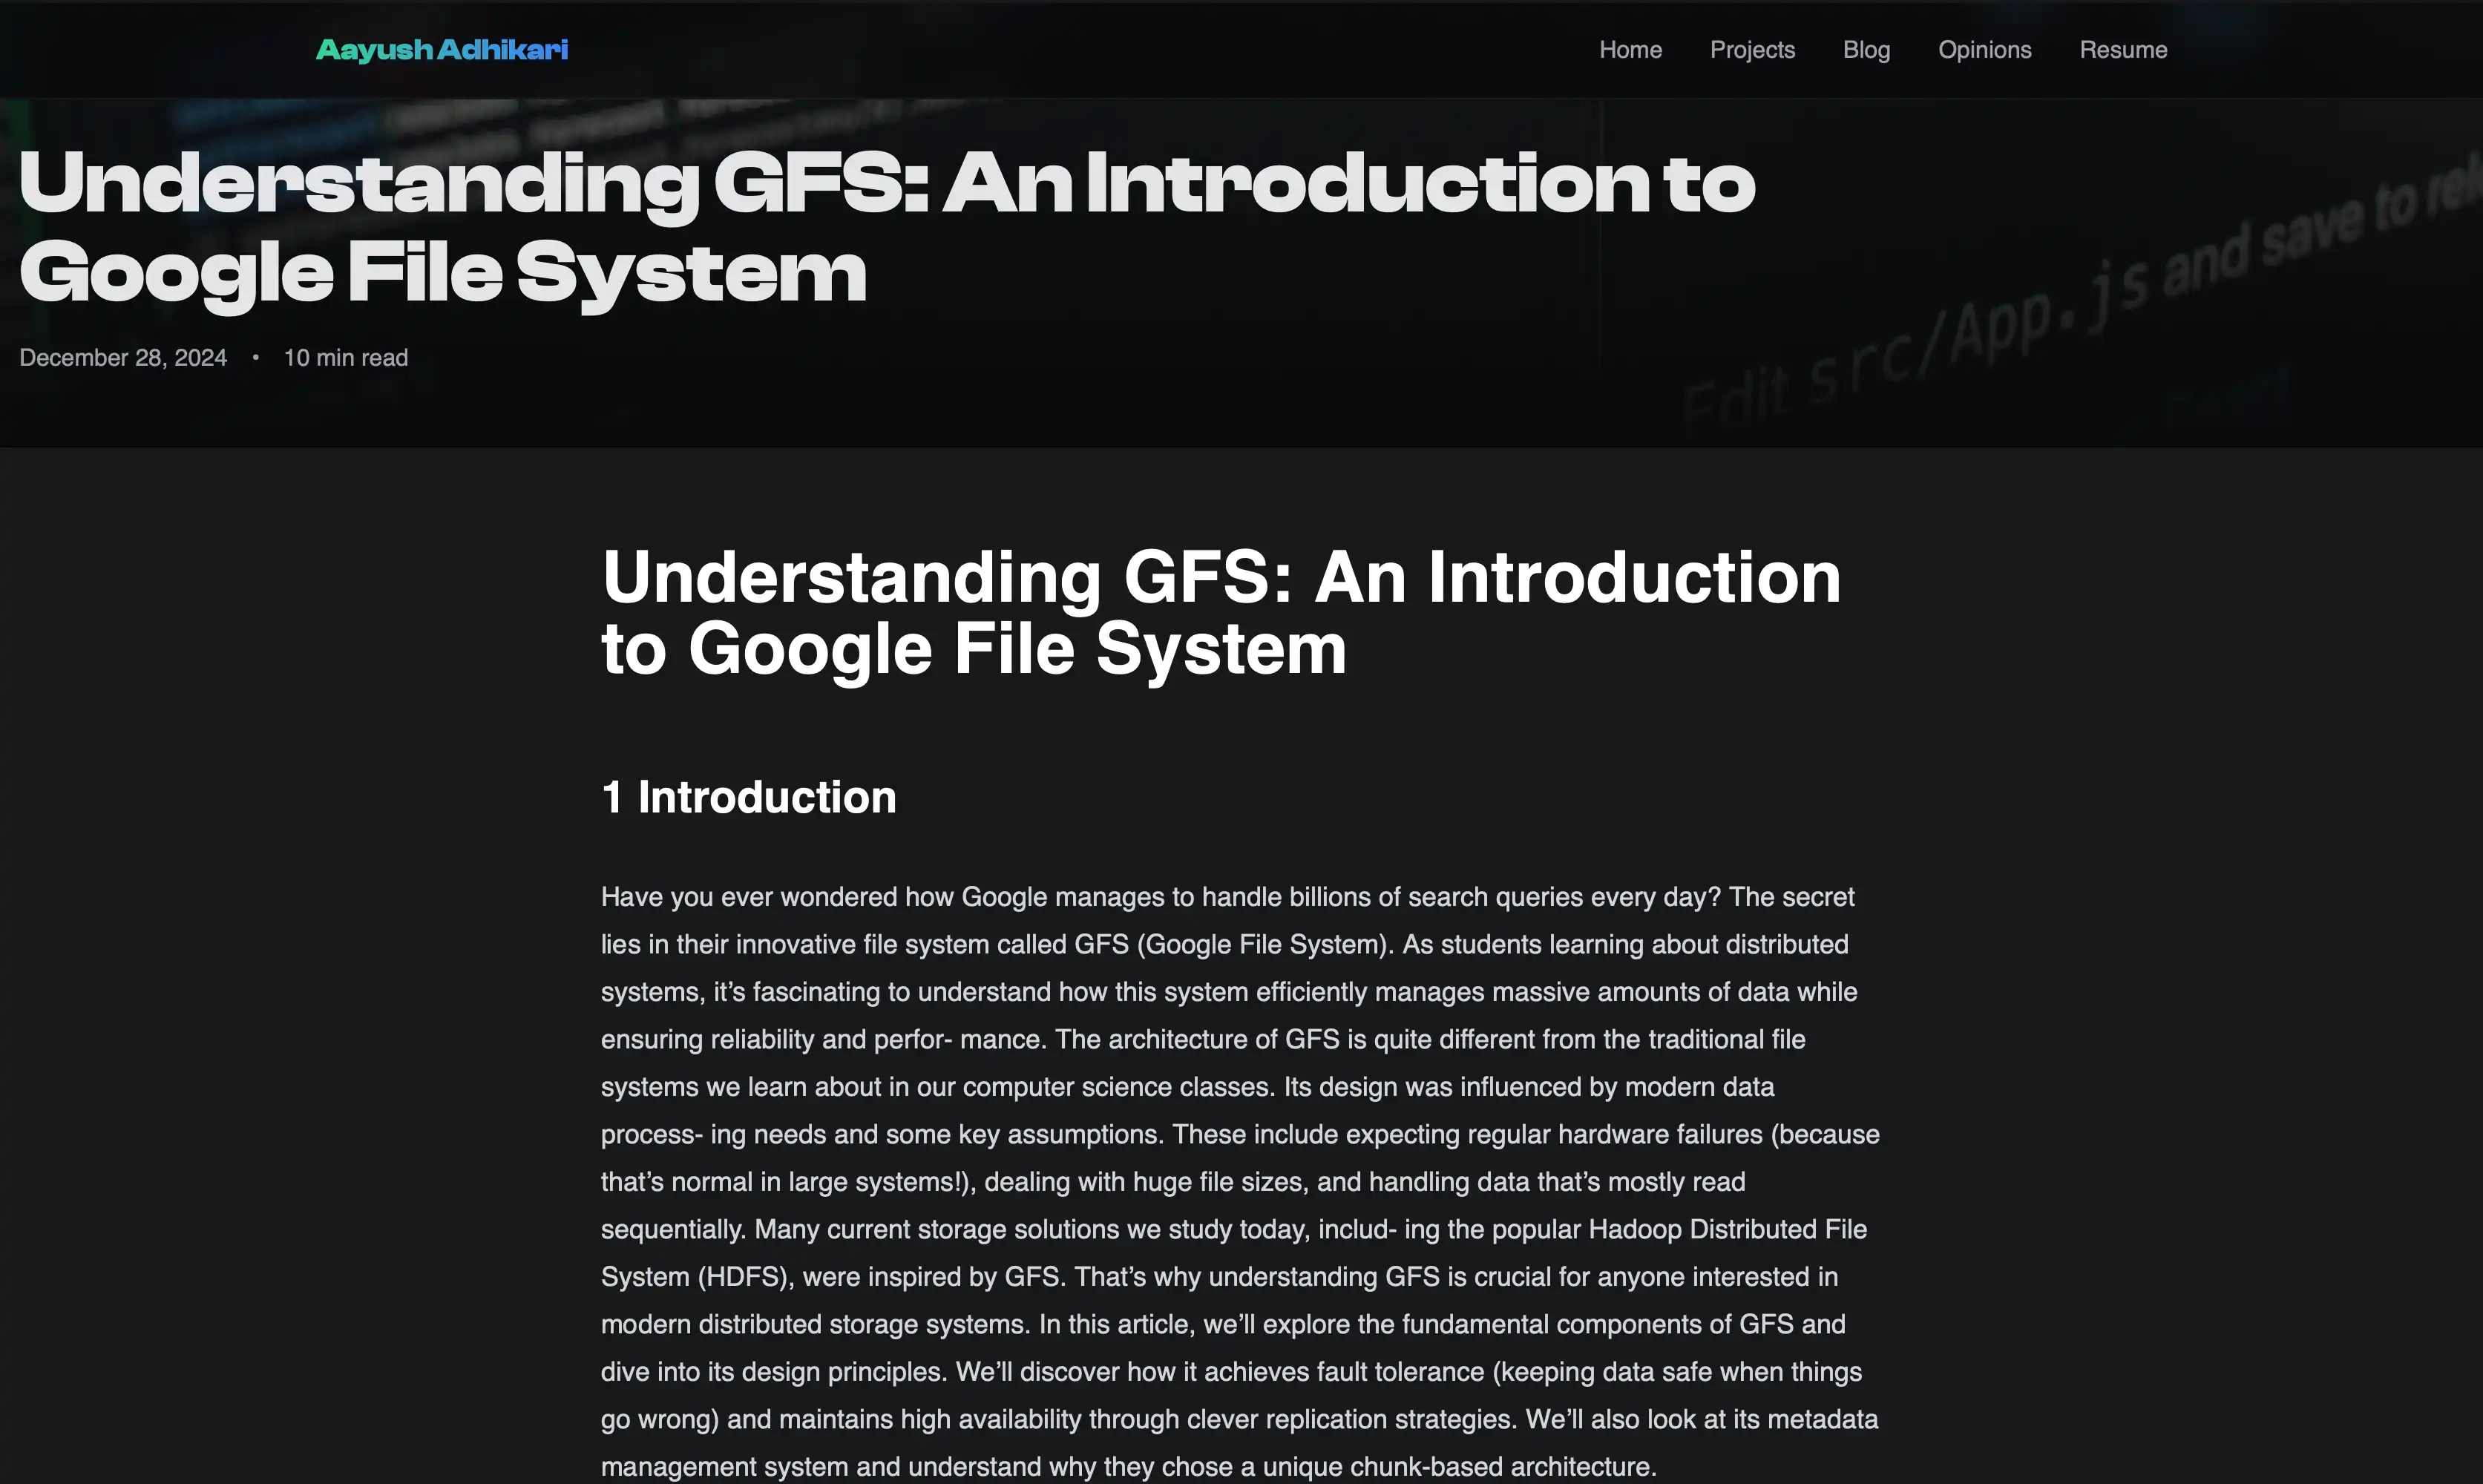 Aayush Adhikari
Home Projects Blog Opinions Resume
Understanding GFS: An Introduction to
Google File System
December 28, 2024 • 10 min read
Edit src/App.js and save to rel
Understanding GFS: An Introduction
to Google File System
1 Introduction
Have you ever wondered how Google manages to handle billions of search queries every day? The secret
lies in their innovative file system called GFS (Google File System). As students learning about distributed
systems, it’s fascinating to understand how this system efficiently manages massive amounts of data while
ensuring reliability and perfor- mance. The architecture of GFS is quite different from the traditional file
systems we learn about in our computer science classes. Its design was influenced by modern data
process- ing needs and some key assumptions. These include expecting regular hardware failures (because
that’s normal in large systems!), dealing with huge file sizes, and handling data that’s mostly read
sequentially. Many current storage solutions we study today, includ- ing the popular Hadoop Distributed File
System (HDFS), were inspired by GFS. That’s why understanding GFS is crucial for anyone interested in
modern distributed storage systems. In this article, we’ll explore the fundamental components of GFS and
dive into its design principles. We’ll discover how it achieves fault tolerance (keeping data safe when things
go wrong) and maintains high availability through clever replication strategies. We’ll also look at its metadata
management system and understand why they chose a unique chunk-based architecture.